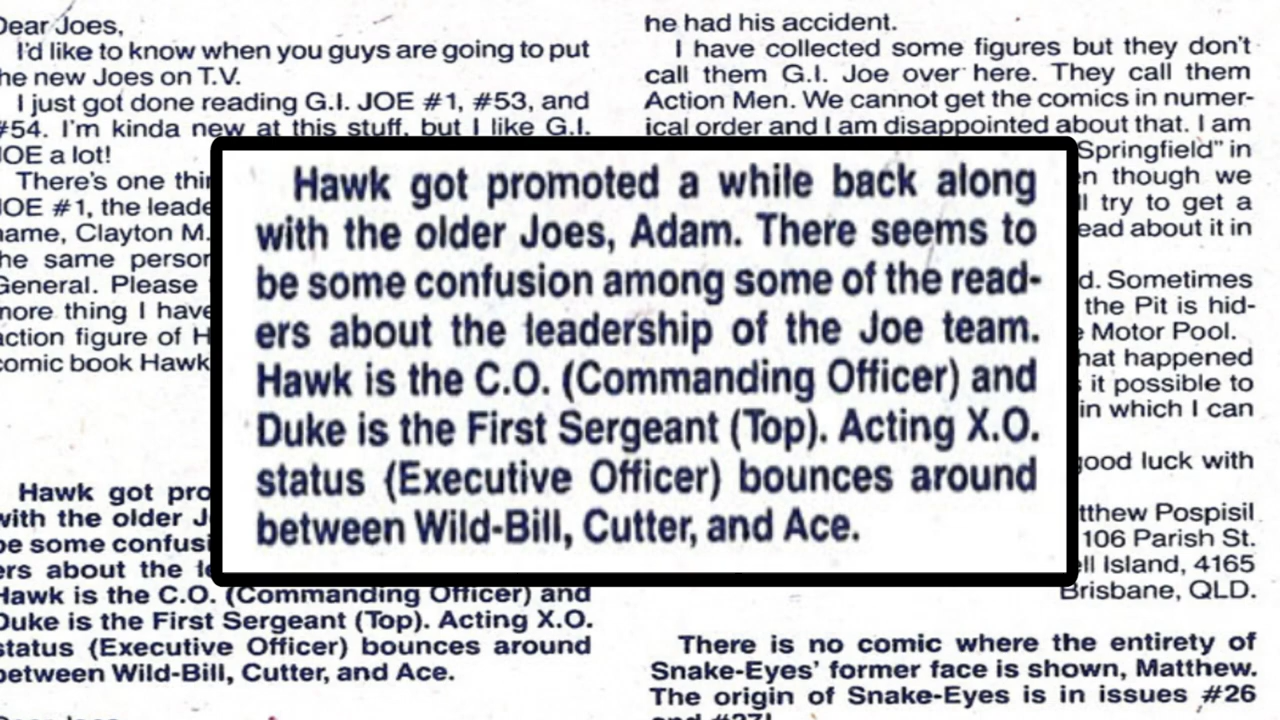 Dear Joes,
I'd like to know when you guys are going to put
he new Joes on T.V.
I just got done reading G.I. JOE #1, #53, and
#54. I'm kinda new at this stuff, but I like G.I.
JOE a lot!
There's one thin
JOE #1, the leade
ame, Clayton M.
he same person
General. Please
more thing I have
action figure of H
comic book Hawk
Hawk got pro
with the older J
be some confusi
ers about the le
Hawk is the C.O. (Commanding Officer) and
Duke is the First Sergeant (Top). Acting X.O.
status (Executive Officer) bounces around
between Wild-Bill, Cutter, and Ace.
Hawk got promoted a while back along
with the older Joes, Adam. There seems to
be some confusion among some of the read-
ers about the leadership of the Joe team.
Hawk is the C.O. (Commanding Officer) and
Duke is the First Sergeant (Top). Acting X.O.
status (Executive Officer) bounces around
between Wild-Bill, Cutter, and Ace.
he had his accident.
I have collected some figures but they don't
call them G.I. Joe over here. They call them
Action Men. We cannot get the comics in numer-
ical order and I am disappointed about that. I am
Springfield" in
en though we
ll try to get a
ead about it in
d. Sometimes
the Pit is hid-
e Motor Pool.
hat happened
s it possible to
in which I can
good luck with
tthew Pospisil
106 Parish St.
ell Island, 4165
Brisbane, QLD.
There is no comic where the entirety of
Snake-Eyes' former face is shown, Matthew.
The origin of Snake-Eyes is in issues #26
and #27!